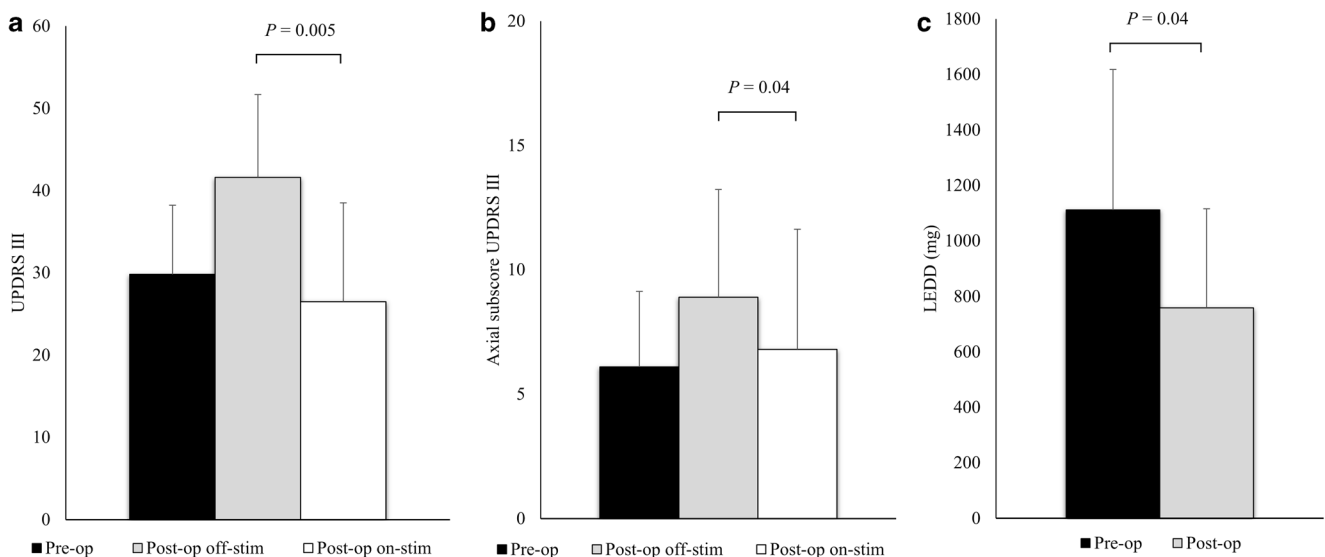 a
P = 0.005
UPDRS III
60
50
40
30
20
10
0
Pre-op Post-op off-stim Post-op on-stim
b
P = 0.04
Axial subscore UPDRS III
20
15
10
5
0
Pre-op Post-op off-stim Post-op on-stim
c
P = 0.04
LEDD (mg)
1800
1600
1400
1200
1000
800
600
400
200
0
Pre-op Post-op